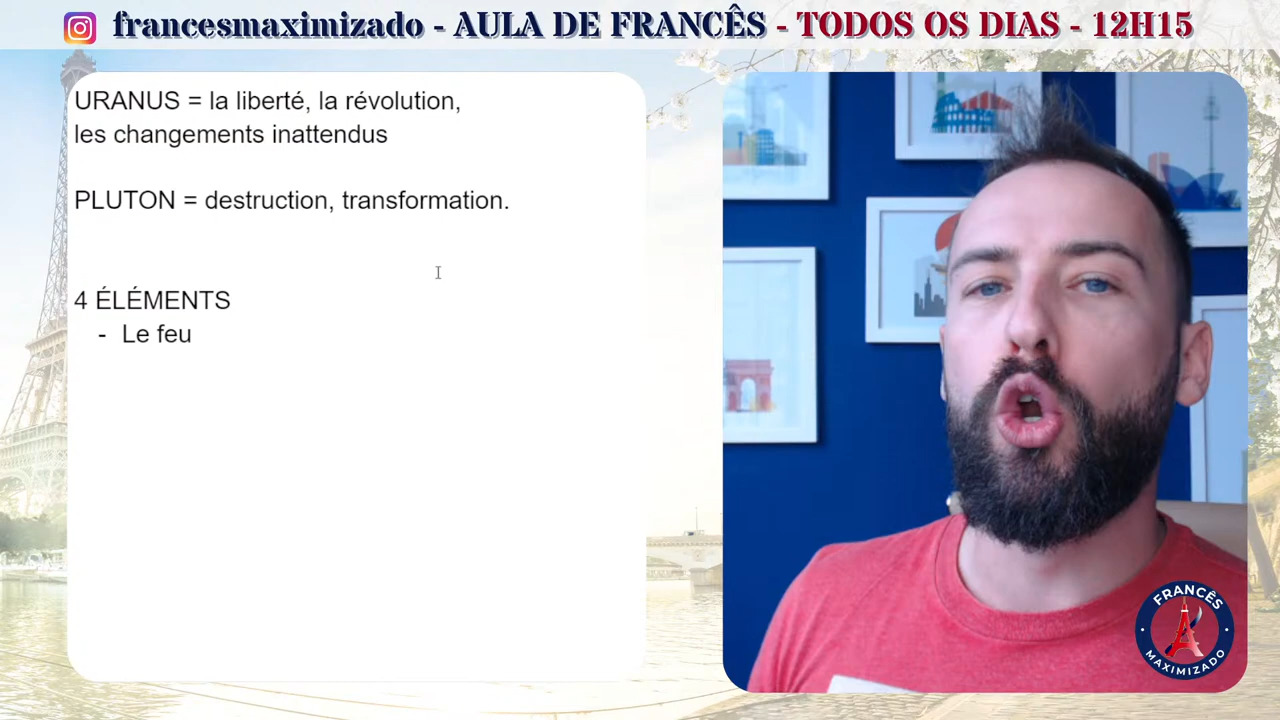 francesmaximizado - AULA DE FRANCÊS - TODOS OS DIAS - 12H15
URANUS = la liberté, la révolution,
les changements inattendus
PLUTON = destruction, transformation.
4 ÉLÉMENTS
- Le feu
FRANCÊS
MAXIMIZADO